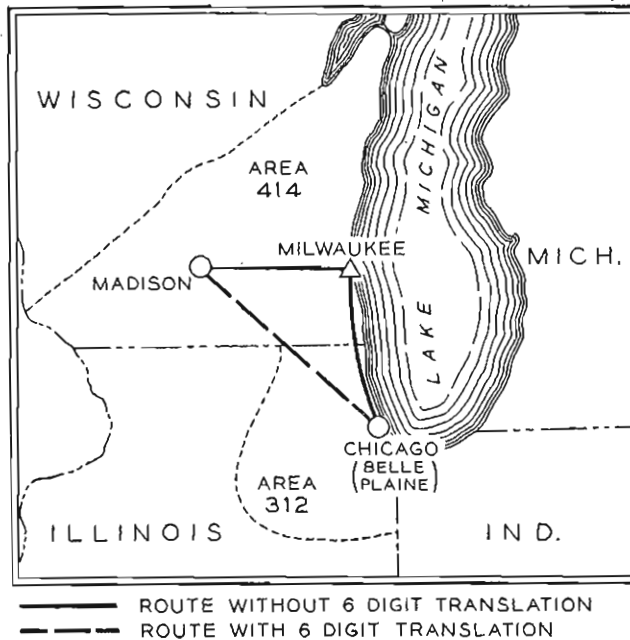 WISCONSIN
LAKE MICHIGAN
AREA
414
MILWAUKEE
MICH.
MADISON
CHICAGO
(BELLE
PLAINE)
AREA
312
ILLINOIS
IND.
ROUTE WITHOUT 6 DIGIT TRANSLATION
ROUTE WITH 6 DIGIT TRANSLATION